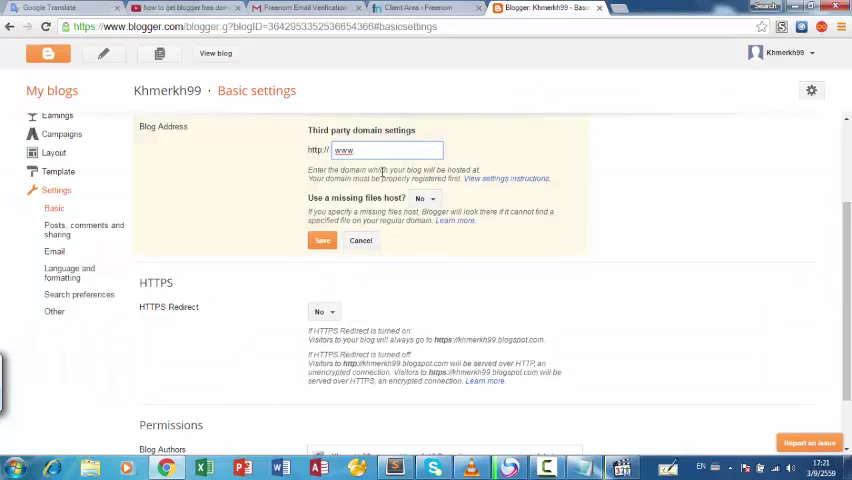 Google Translate
how to get blogger free dom
Freenom Email Verification
Client Area - Freenom
Blogger: Khmerkh99 - Basic
Search
https://www.blogger.com/blogger.g?blogID=3642953352536654366#basicsettings
View blog
Khmerkh99
My blogs
Khmerkh99 · Basic settings
Earnings
Campaigns
Layout
Template
Settings
Basic
Posts, comments and
sharing
Email
Language and
formatting
Search preferences
Other
Blog Address
Third party domain settings
http:// www.
Enter the domain which your blog will be hosted at.
Your domain must be properly registered first. View settings instructions.
Use a missing files host? No
If you specify a missing files host, Blogger will look there if it cannot find a
specified file on your regular domain. Learn more.
Save Cancel
HTTPS
HTTPS Redirect
No
If HTTPS Redirect is turned on:
Visitors to your blog will always go to https://khmerkh99.blogspot.com.
If HTTPS Redirect is turned off
Visitors to http://khmerkh99.blogspot.com will be served over HTTP, an
unencrypted connection. Visitors to https://khmerkh99.blogspot.com will be
served over HTTPS, an encrypted connection. Learn more.
Permissions
Blog Authors
Report an issue
EN
17:21
3/9/2559